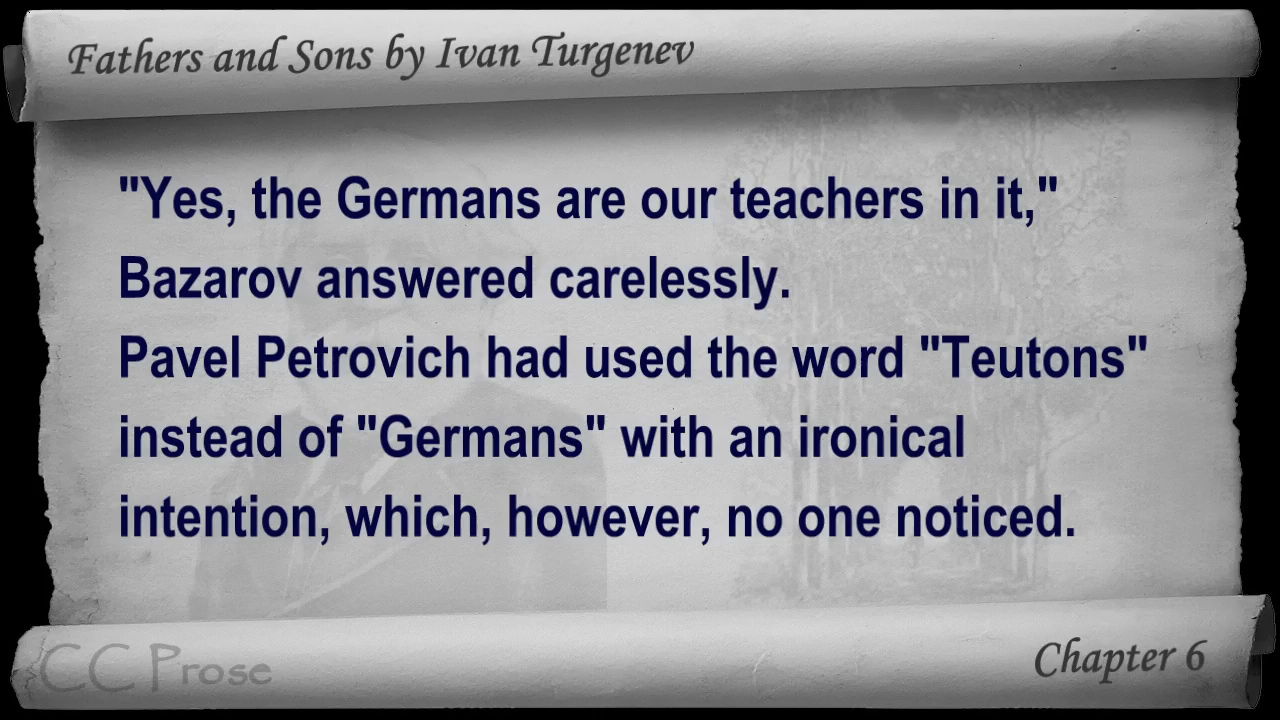 Fathers and Sons by Ivan Turgenev
"Yes, the Germans are our teachers in it,"
Bazarov answered carelessly.
Pavel Petrovich had used the word "Teutons"
instead of "Germans" with an ironical
intention, which, however, no one noticed.
CC Prose
Chapter 6